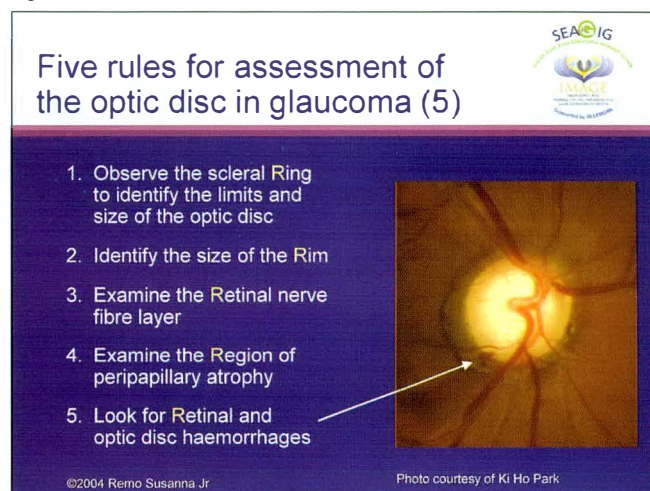 SEAGIG
IMAGE
Supported by ALLERGAN
Five rules for assessment of
the optic disc in glaucoma (5)
1. Observe the scleral Ring
to identify the limits and
size of the optic disc
2. Identify the size of the Rim
3. Examine the Retinal nerve
fibre layer
4. Examine the Region of
peripapillary atrophy
5. Look for Retinal and
optic disc haemorrhages
©2004 Remo Susanna Jr
Photo courtesy of Ki Ho Park